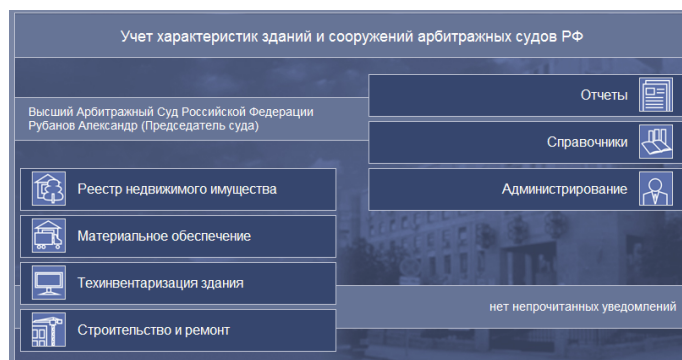 Учет характеристик зданий и сооружений арбитражных судов РФ
Отчеты
Высший Арбитражный Суд Российской Федерации
Рубанов Александр (Председатель суда)
Справочники
Реестр недвижимого имущества
Администрирование
Материальное обеспечение
Техинвентаризация здания
нет непрочитанных уведомлений
Строительство и ремонт